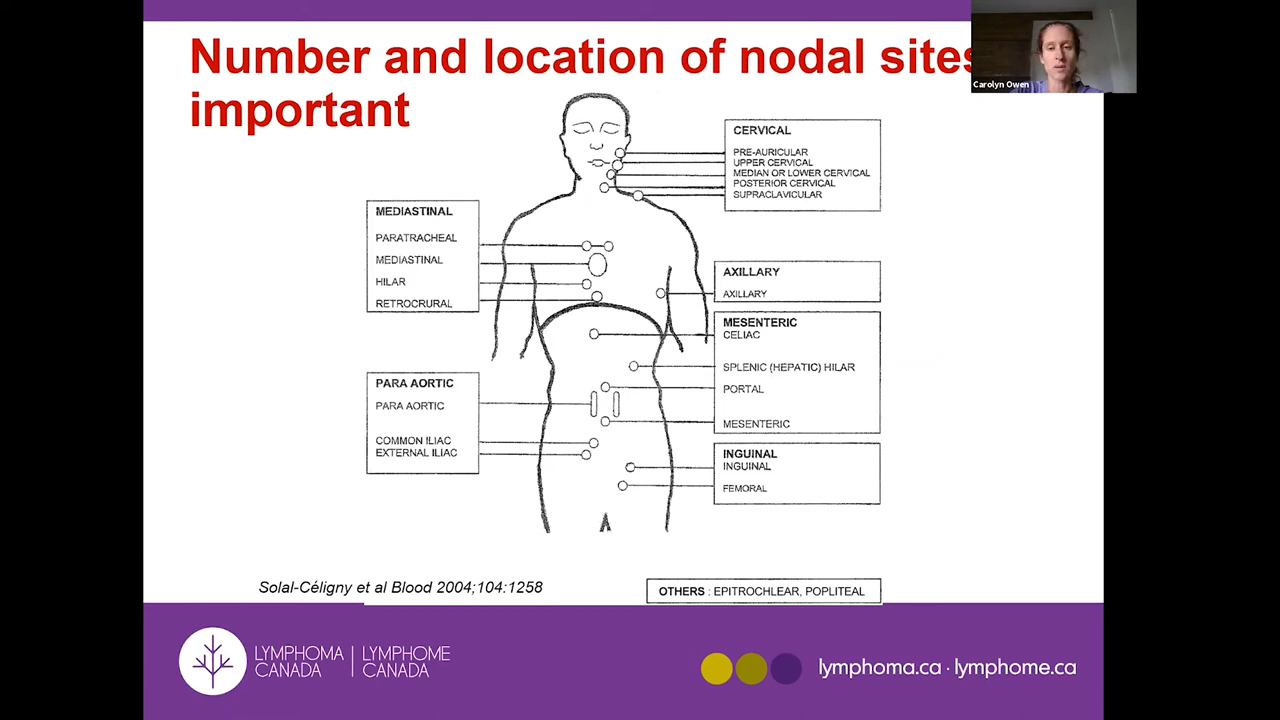 Number and location of nodal sites
important
Carolyn Owen
CERVICAL
PRE-AURICULAR
UPPER CERVICAL
MEDIAN OR LOWER CERVICAL
POSTERIOR CERVICAL
SUPRACLAVICULAR
MEDIASTINAL
PARATRACHEAL
MEDIASTINAL
HILAR
RETROCRURAL
AXILLARY
AXILLARY
MESENTERIC
CELIAC
SPLENIC (HEPATIC) HILAR
PORTAL
MESENTERIC
PARA AORTIC
PARA AORTIC
COMMON ILIAC
EXTERNAL ILIAC
INGUINAL
INGUINAL
FEMORAL
Solal-Céligny et al Blood 2004;104:1258
OTHERS : EPITROCHLEAR, POPLITEAL
LYMPHOMA CANADA | LYMPHOME CANADA
lymphoma.ca · lymphome.ca